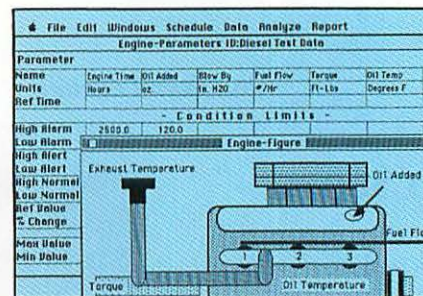 File Edit Windows Schedule Data Analyze Report
Engine-Parameters ID:Diesel Test Data
Parameter
Name Engine Time Oil Added Blow By Fuel Flow Torque Oil Temp
Units Hours oz. in. H2O #/Hr Ft-Lbs Degrees F
Ref Time
- Condition Limits -
High Alarm 2500.0 120.0
Low Alarm Engine-Figure
High Alert
Low Alert
High Normal
Low Normal
Ref Value
% Change
Max Value
Min Value
Exhaust Temperature
Oil Added
Fuel Flo
1 2 3
Torque
Oil Temperature